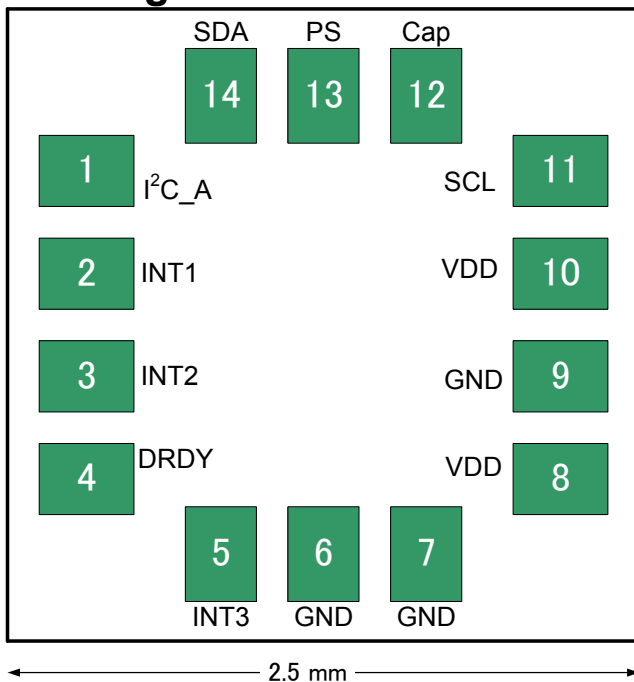 g
SDA PS Cap
14 13 12
1 I²C_A SCL 11
2 INT1 VDD 10
3 INT2 GND 9
4 DRDY VDD 8
5 6 7
INT3 GND GND
2.5 mm